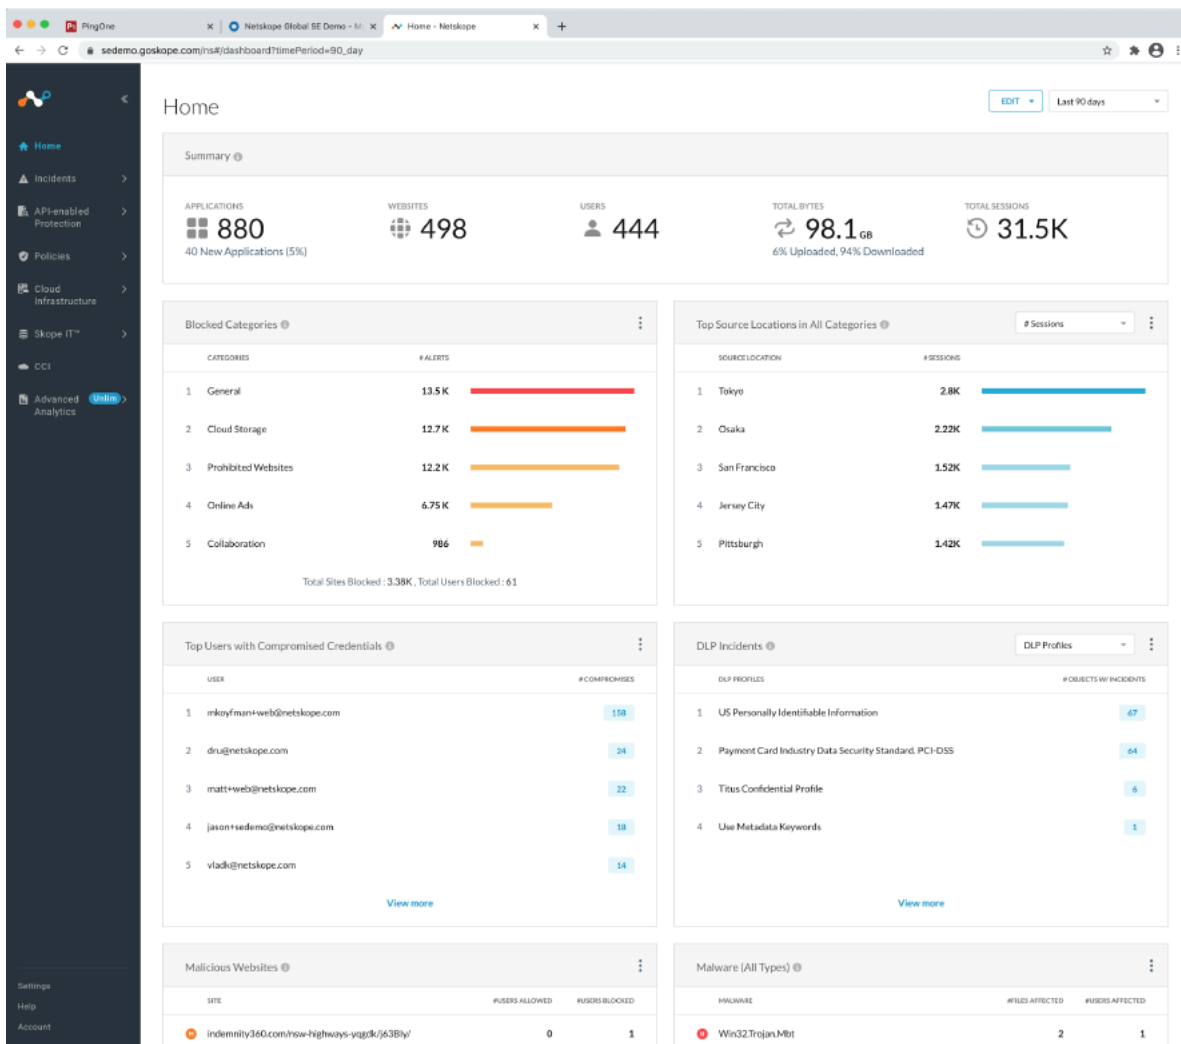 PingOne
Netskope Global SE Demo - M
Home - Netskope
sedemo.goskope.com/ns#/dashboard?timePeriod=90_day
Home
Incidents
API-enabled
Protection
Policies
Cloud
Infrastructure
Skope IT™
CCI
Advanced
Analytics
Unlim
Settings
Help
Account
Home
EDIT
Last 90 days
Summary
APPLICATIONS
880
40 New Applications (5%)
WEBSITES
498
USERS
444
TOTAL BYTES
98.1 GB
6% Uploaded, 94% Downloaded
TOTAL SESSIONS
31.5K
Blocked Categories
CATEGORIES # ALERTS
1 General 13.5 K
2 Cloud Storage 12.7 K
3 Prohibited Websites 12.2 K
4 Online Ads 6.75 K
5 Collaboration 986
Total Sites Blocked : 3.38K , Total Users Blocked : 61
Top Source Locations in All Categories
# Sessions
SOURCE LOCATION # SESSIONS
1 Tokyo 2.8K
2 Osaka 2.22K
3 San Francisco 1.52K
4 Jersey City 1.47K
5 Pittsburgh 1.42K
Top Users with Compromised Credentials
USER # COMPROMISES
1 mkoyfman+web@netskope.com 158
2 dru@netskope.com 24
3 matt+web@netskope.com 22
4 jason+sedemo@netskope.com 18
5 vladk@netskope.com 14
View more
DLP Incidents
DLP Profiles
DLP PROFILES # OBJECTS W/ INCIDENTS
1 US Personally Identifiable Information 67
2 Payment Card Industry Data Security Standard. PCI-DSS 64
3 Titus Confidential Profile 6
4 Use Metadata Keywords 1
View more
Malicious Websites
SITE #USERS ALLOWED #USERS BLOCKED
indemnity360.com/nsw-highways-yqgdk/j63Bly/ 0 1
Malware (All Types)
MALWARE #FILES AFFECTED #USERS AFFECTED
Win32.Trojan.Mbt 2 1